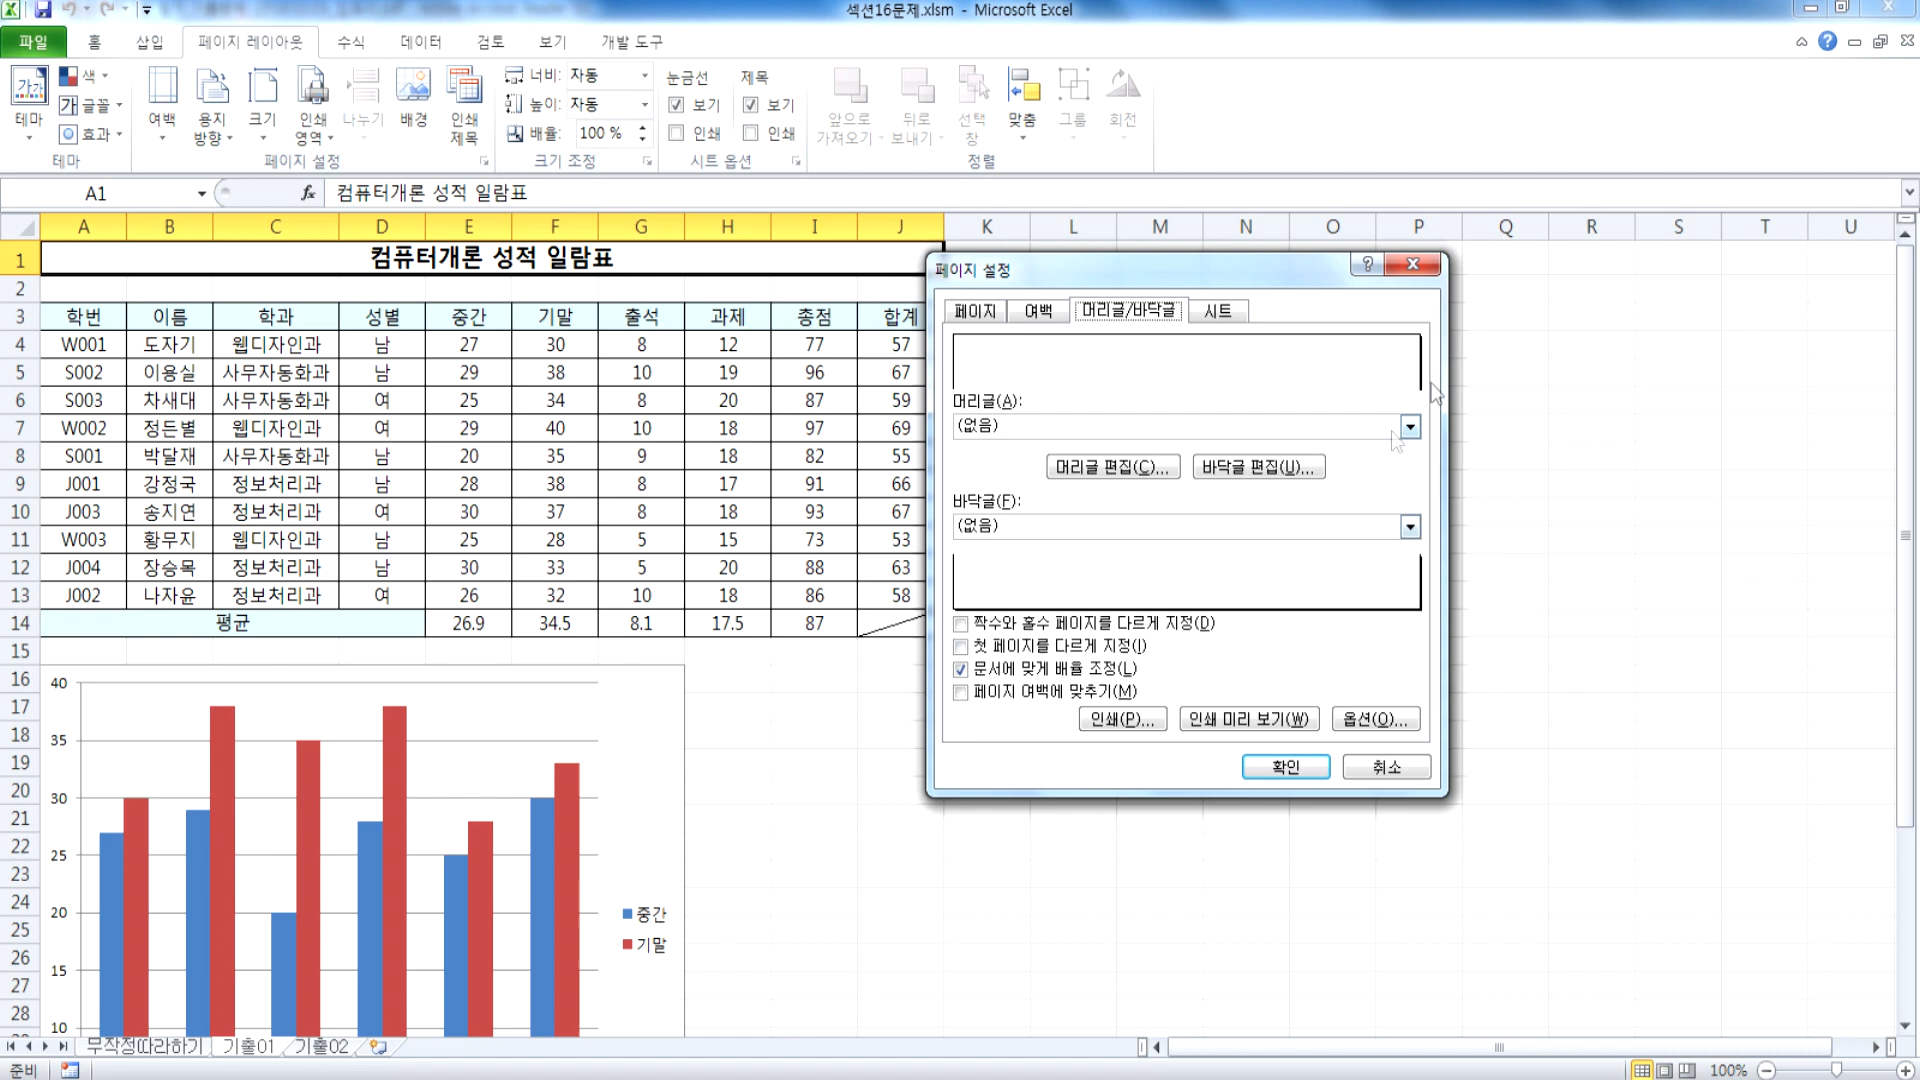 섹션16문제.xlsm - Microsoft Excel
파일 홈 삽입 페이지 레이아웃 수식 데이터 검토 보기 개발 도구
테마 색 글꼴 효과
여백 용지 방향 크기 인쇄 영역 나누기 배경 인쇄 제목
너비: 자동
높이: 자동
배율: 100 %
눈금선 제목
보기 보기
인쇄 인쇄
앞으로 가져오기 뒤로 보내기 선택 창 맞춤 그룹 회전
테마 페이지 설정 크기 조정 시트 옵션 정렬
A1 fx 컴퓨터개론 성적 일람표
A B C D E F G H I J K L M N O P Q R S T U
1 컴퓨터개론 성적 일람표
2
3 학번 이름 학과 성별 중간 기말 출석 과제 총점 합계
4 W001 도자기 웹디자인과 남 27 30 8 12 77 57
5 S002 이용실 사무자동화과 남 29 38 10 19 96 67
6 S003 차새대 사무자동화과 여 25 34 8 20 87 59
7 W002 정든별 웹디자인과 여 29 40 10 18 97 69
8 S001 박달재 사무자동화과 남 20 35 9 18 82 55
9 J001 강정국 정보처리과 남 28 38 8 17 91 66
10 J003 송지연 정보처리과 여 30 37 8 18 93 67
11 W003 황무지 웹디자인과 남 25 28 5 15 73 53
12 J004 장승목 정보처리과 남 30 33 5 20 88 63
13 J002 나자윤 정보처리과 여 26 32 10 18 86 58
14 평균 26.9 34.5 8.1 17.5 87
15
16
17
18
19
20
21
22
23
24
25
26
27
28
40
35
30
25
20
15
10
중간
기말
페이지 설정
페이지 여백 머리글/바닥글 시트
머리글(A):
(없음)
머리글 편집(C)... 바닥글 편집(U)...
바닥글(F):
(없음)
짝수와 홀수 페이지를 다르게 지정(D)
첫 페이지를 다르게 지정(I)
문서에 맞게 배율 조정(L)
페이지 여백에 맞추기(M)
인쇄(P)... 인쇄 미리 보기(W) 옵션(O)...
확인 취소
무작정따라하기 기출01 기출02
준비 100%